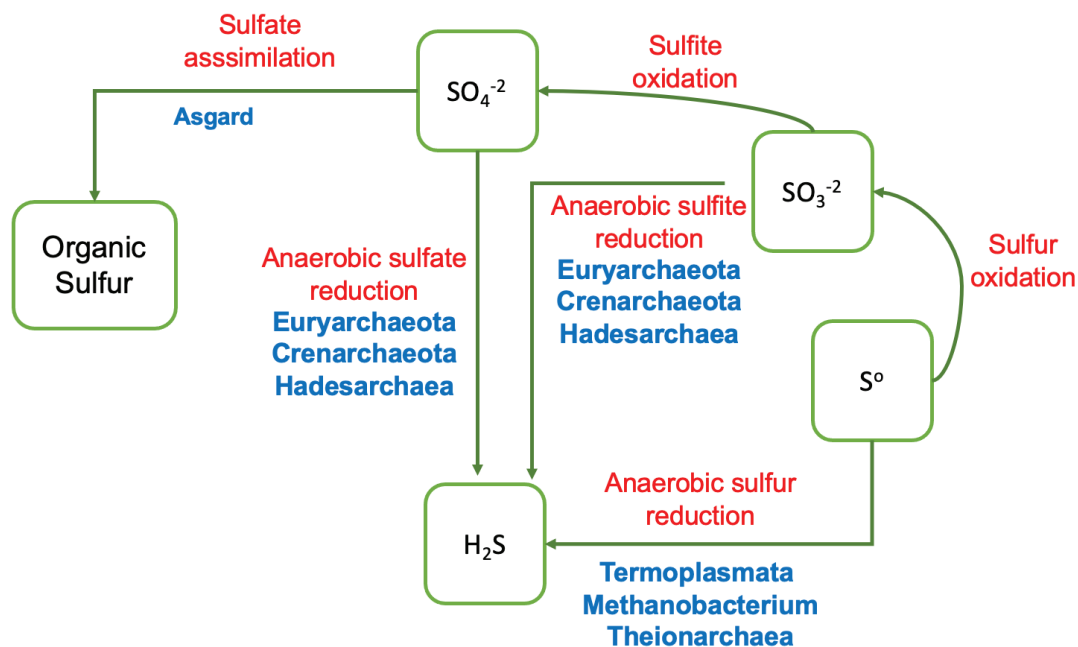 Sulfate
asssimilation
Asgard
SO₄⁻²
Sulfite
oxidation
SO₃⁻²
Organic
Sulfur
Anaerobic sulfate
reduction
Euryarchaeota
Crenarchaeota
Hadesarchaea
Anaerobic sulfite
reduction
Euryarchaeota
Crenarchaeota
Hadesarchaea
Sulfur
oxidation
Sº
H₂S
Anaerobic sulfur
reduction
Termoplasmata
Methanobacterium
Theionarchaea